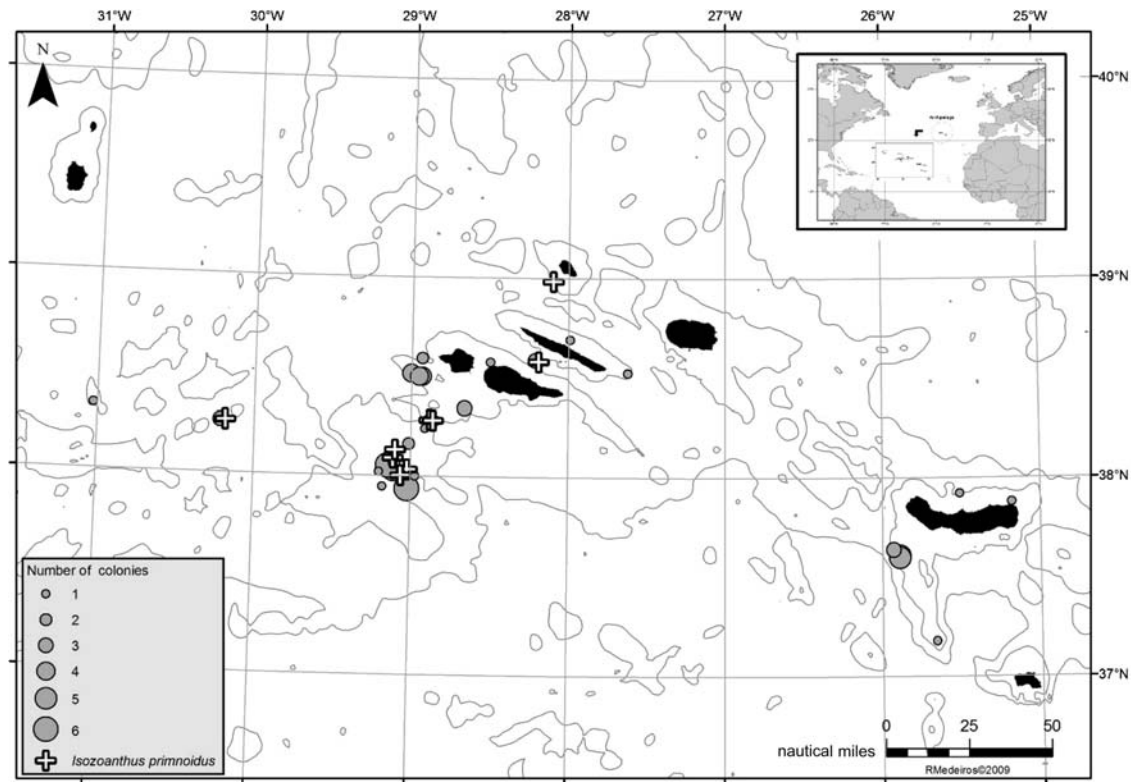 31°W 30°W 29°W 28°W 27°W 26°W 25°W
N
40°N
39°N
38°N
37°N
Number of colonies
1
2
3
4
5
6
Isozoanthus primnoidus
0 25 50
nautical miles
RMedeiros©2009